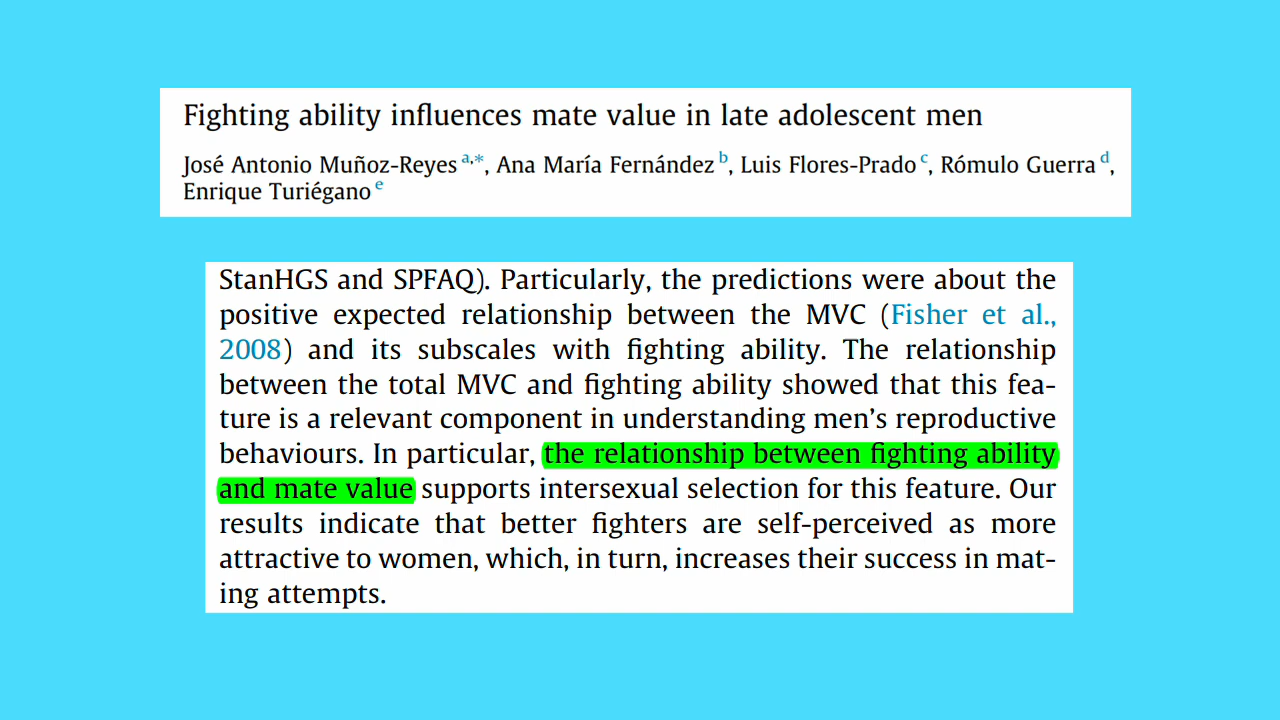 Fighting ability influences mate value in late adolescent men
José Antonio Muñoz-Reyes a,*, Ana María Fernández b, Luis Flores-Prado c, Rómulo Guerra d,
Enrique Turiégano e
StanHGS and SPFAQ). Particularly, the predictions were about the
positive expected relationship between the MVC (Fisher et al.,
2008) and its subscales with fighting ability. The relationship
between the total MVC and fighting ability showed that this fea-
ture is a relevant component in understanding men's reproductive
behaviours. In particular, the relationship between fighting ability
and mate value supports intersexual selection for this feature. Our
results indicate that better fighters are self-perceived as more
attractive to women, which, in turn, increases their success in mat-
ing attempts.